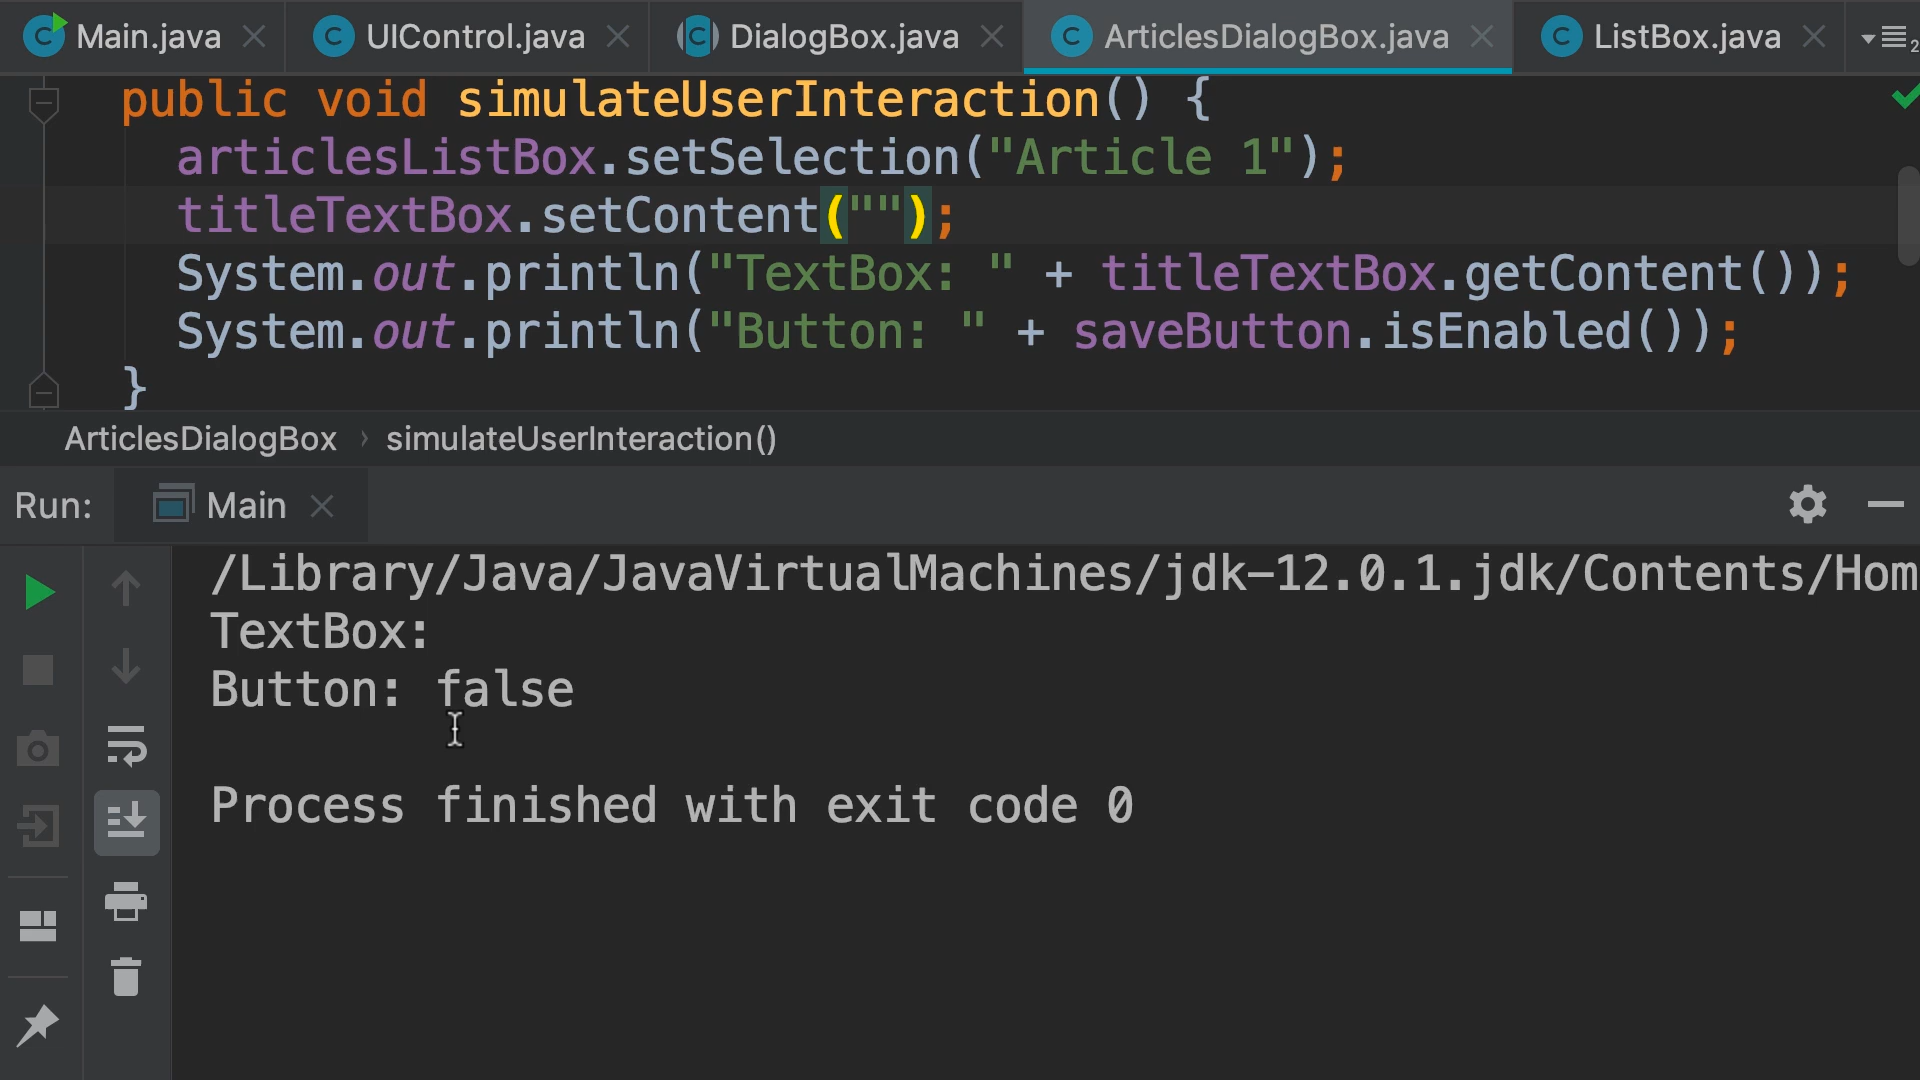 Main.java UIControl.java DialogBox.java ArticlesDialogBox.java ListBox.java 2
public void simulateUserInteraction() {
articlesListBox.setSelection("Article 1");
titleTextBox.setContent("");
System.out.println("TextBox: " + titleTextBox.getContent());
System.out.println("Button: " + saveButton.isEnabled());
}
ArticlesDialogBox › simulateUserInteraction()
Run: Main
/Library/Java/JavaVirtualMachines/jdk-12.0.1.jdk/Contents/Hom
TextBox:
Button: false
Process finished with exit code 0